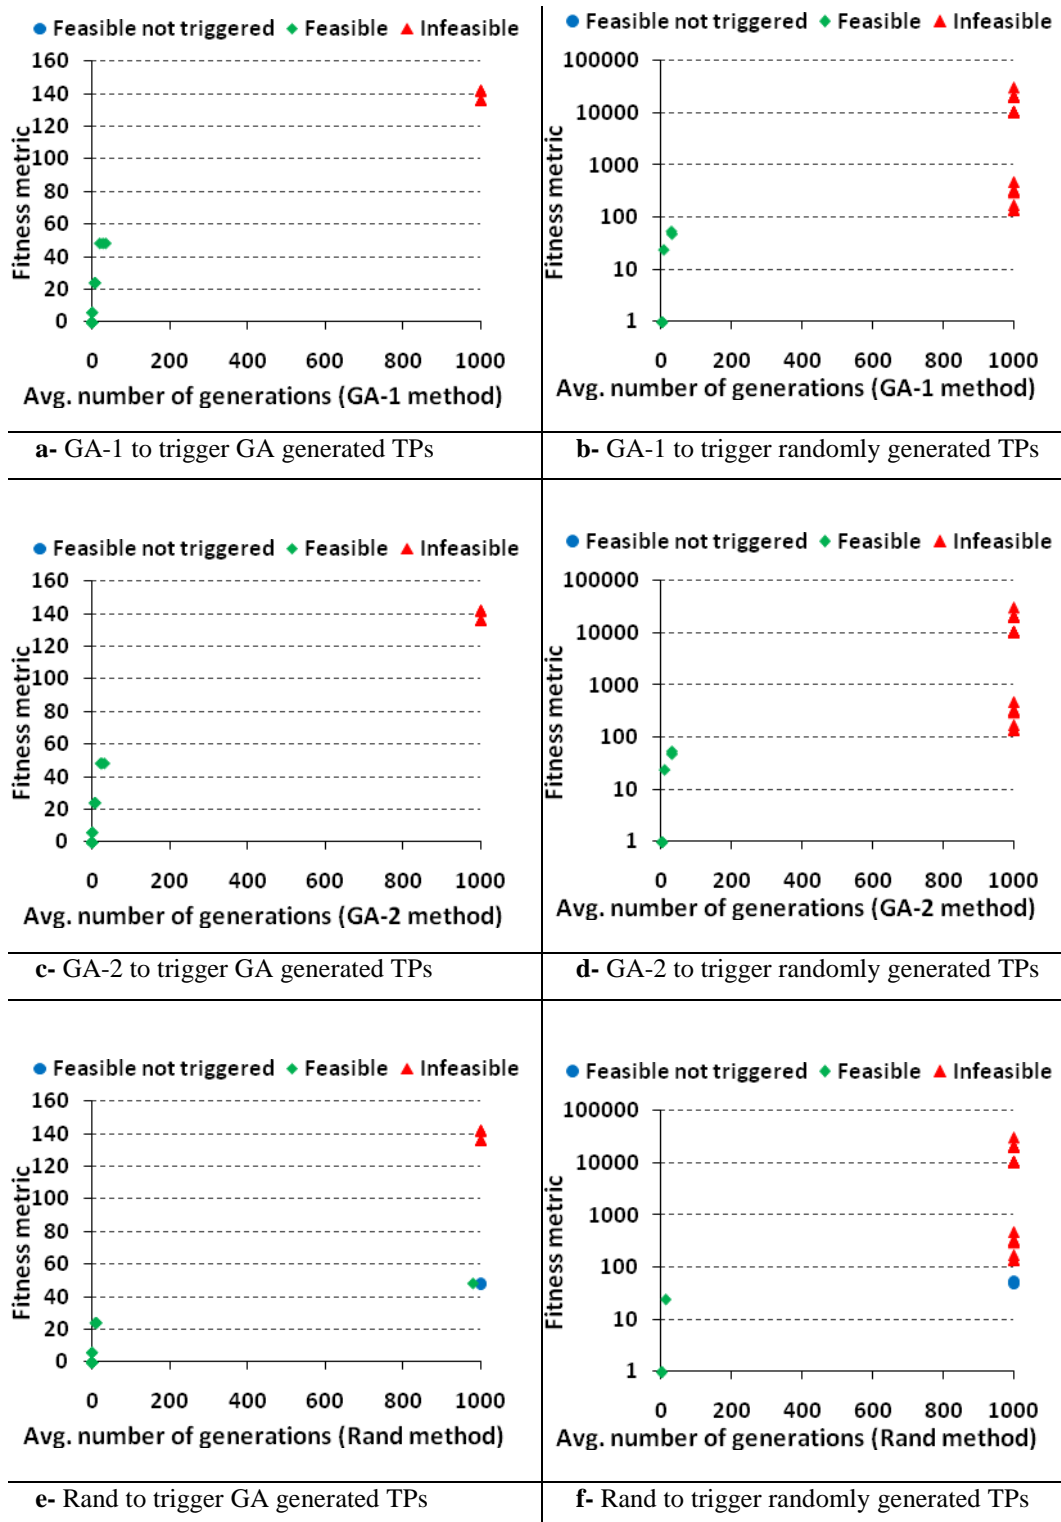 Feasible not triggered Feasible Infeasible
160
140
120
100
80
60
40
20
0
Fitness metric
0 200 400 600 800 1000
Avg. number of generations (GA-1 method)
a- GA-1 to trigger GA generated TPs
Feasible not triggered Feasible Infeasible
100000
10000
1000
100
10
1
Fitness metric
0 200 400 600 800 1000
Avg. number of generations (GA-1 method)
b- GA-1 to trigger randomly generated TPs
Feasible not triggered Feasible Infeasible
160
140
120
100
80
60
40
20
0
Fitness metric
0 200 400 600 800 1000
Avg. number of generations (GA-2 method)
c- GA-2 to trigger GA generated TPs
Feasible not triggered Feasible Infeasible
100000
10000
1000
100
10
1
Fitness metric
0 200 400 600 800 1000
Avg. number of generations (GA-2 method)
d- GA-2 to trigger randomly generated TPs
Feasible not triggered Feasible Infeasible
160
140
120
100
80
60
40
20
0
Fitness metric
0 200 400 600 800 1000
Avg. number of generations (Rand method)
e- Rand to trigger GA generated TPs
Feasible not triggered Feasible Infeasible
100000
10000
1000
100
10
1
Fitness metric
0 200 400 600 800 1000
Avg. number of generations (Rand method)
f- Rand to trigger randomly generated TPs